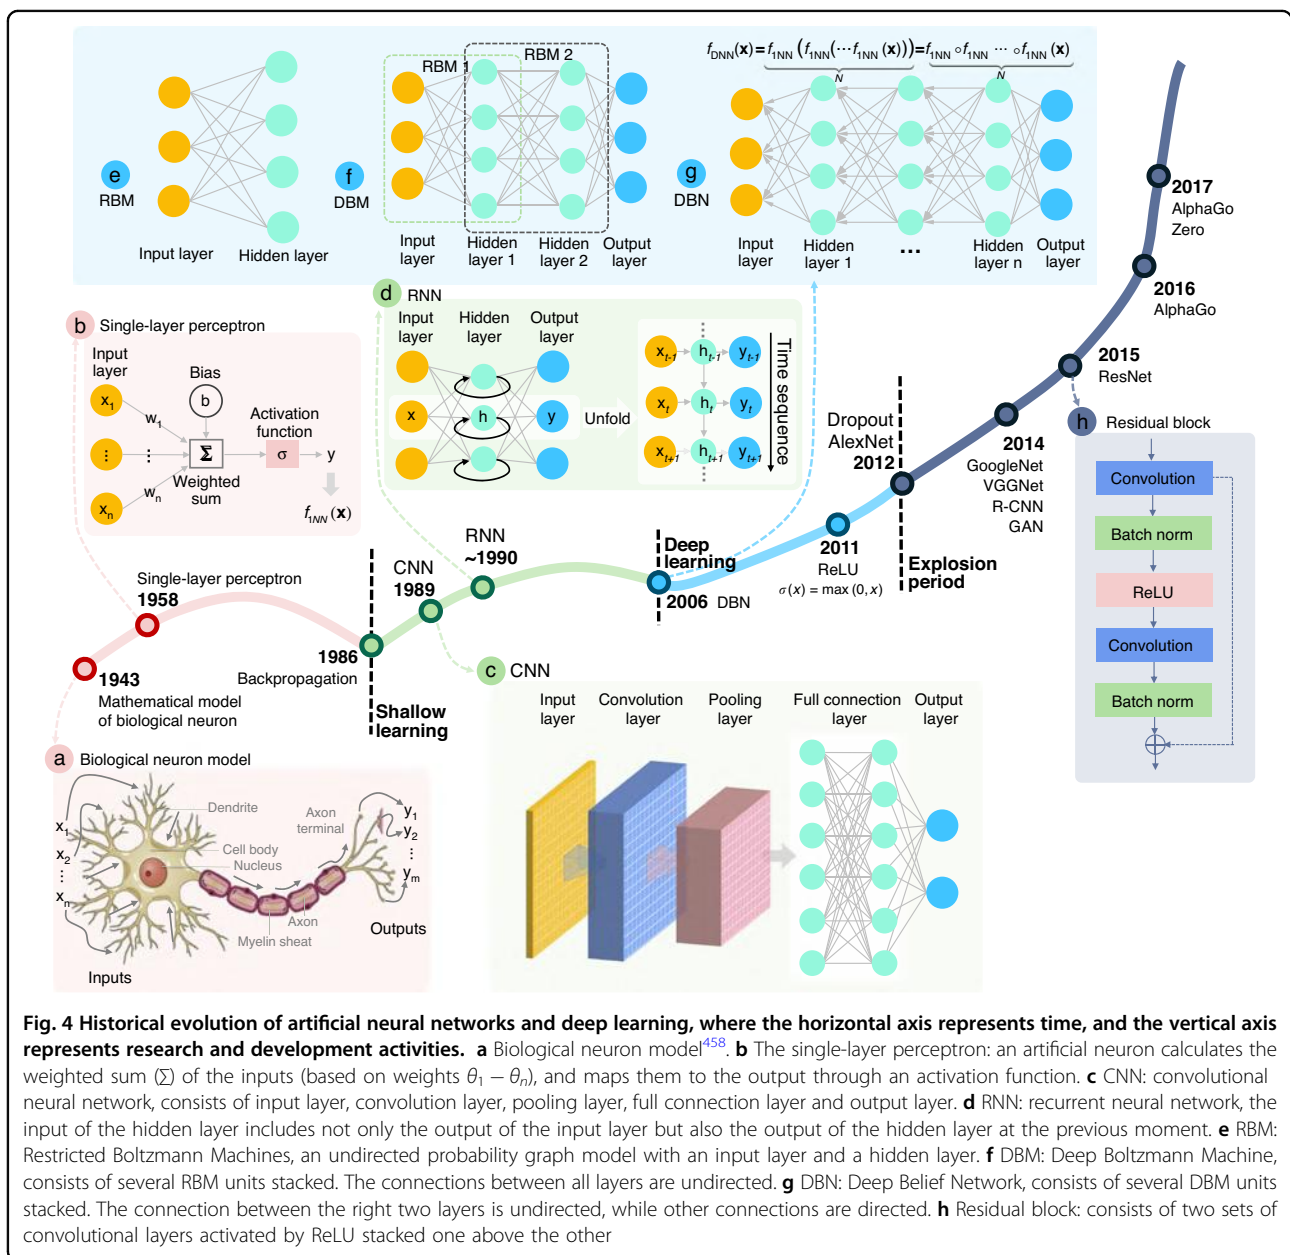 f_DNN(x)=f_1NN (f_1NN(⋯f_1NN (x)))=f_1NN ∘f_1NN ⋯ ∘f_1NN (x)
N
N
RBM 1
RBM 2
e
RBM
Input layer
Hidden layer
f
DBM
Input
layer
Hidden
layer 1
Hidden
layer 2
Output
layer
g
DBN
Input
layer
Hidden
layer 1
...
Hidden
layer n
Output
layer
2017
AlphaGo
Zero
2016
AlphaGo
2015
ResNet
2014
GoogleNet
VGGNet
R-CNN
GAN
Dropout
AlexNet
2012
Explosion
period
2011
ReLU
σ(x) = max (0, x)
Deep
learning
2006 DBN
RNN
~1990
CNN
1989
1986
Backpropagation
Shallow
learning
Single-layer perceptron
1958
1943
Mathematical model
of biological neuron
b
Single-layer perceptron
Input
layer
x_1
⋮
x_n
w_1
⋮
w_n
Bias
b
Σ
Weighted
sum
Activation
function
σ
y
f_1NN(x)
d
RNN
Input
layer
Hidden
layer
Output
layer
x
h
y
Unfold
⋮
x_t-1
h_t-1
y_t-1
x_t
h_t
y_t
x_t+1
h_t+1
y_t+1
⋮
Time sequence
h
Residual block
Convolution
Batch norm
ReLU
Convolution
Batch norm
a
Biological neuron model
x_1
x_2
⋮
x_n
Inputs
Dendrite
Cell body
Nucleus
Axon
terminal
Axon
Myelin sheat
y_1
y_2
⋮
y_m
Outputs
c
CNN
Input
layer
Convolution
layer
Pooling
layer
Full connection
layer
Output
layer
Fig. 4 Historical evolution of artificial neural networks and deep learning, where the horizontal axis represents time, and the vertical axis
represents research and development activities. a Biological neuron model458. b The single-layer perceptron: an artificial neuron calculates the
weighted sum (Σ) of the inputs (based on weights θ1 − θn), and maps them to the output through an activation function. c CNN: convolutional
neural network, consists of input layer, convolution layer, pooling layer, full connection layer and output layer. d RNN: recurrent neural network, the
input of the hidden layer includes not only the output of the input layer but also the output of the hidden layer at the previous moment. e RBM:
Restricted Boltzmann Machines, an undirected probability graph model with an input layer and a hidden layer. f DBM: Deep Boltzmann Machine,
consists of several RBM units stacked. The connections between all layers are undirected. g DBN: Deep Belief Network, consists of several DBM units
stacked. The connection between the right two layers is undirected, while other connections are directed. h Residual block: consists of two sets of
convolutional layers activated by ReLU stacked one above the other